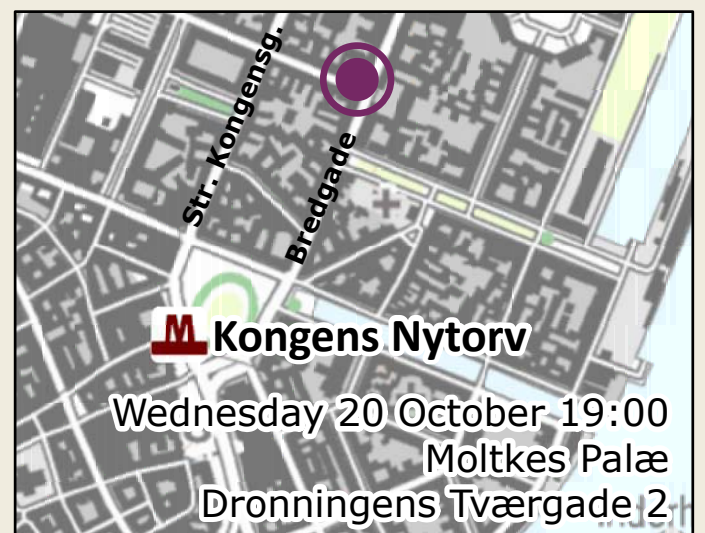 Str. Kongensg.
Bredgade
M Kongens Nytorv
Wednesday 20 October 19:00
Moltkes Palæ
Dronningens Tværgade 2